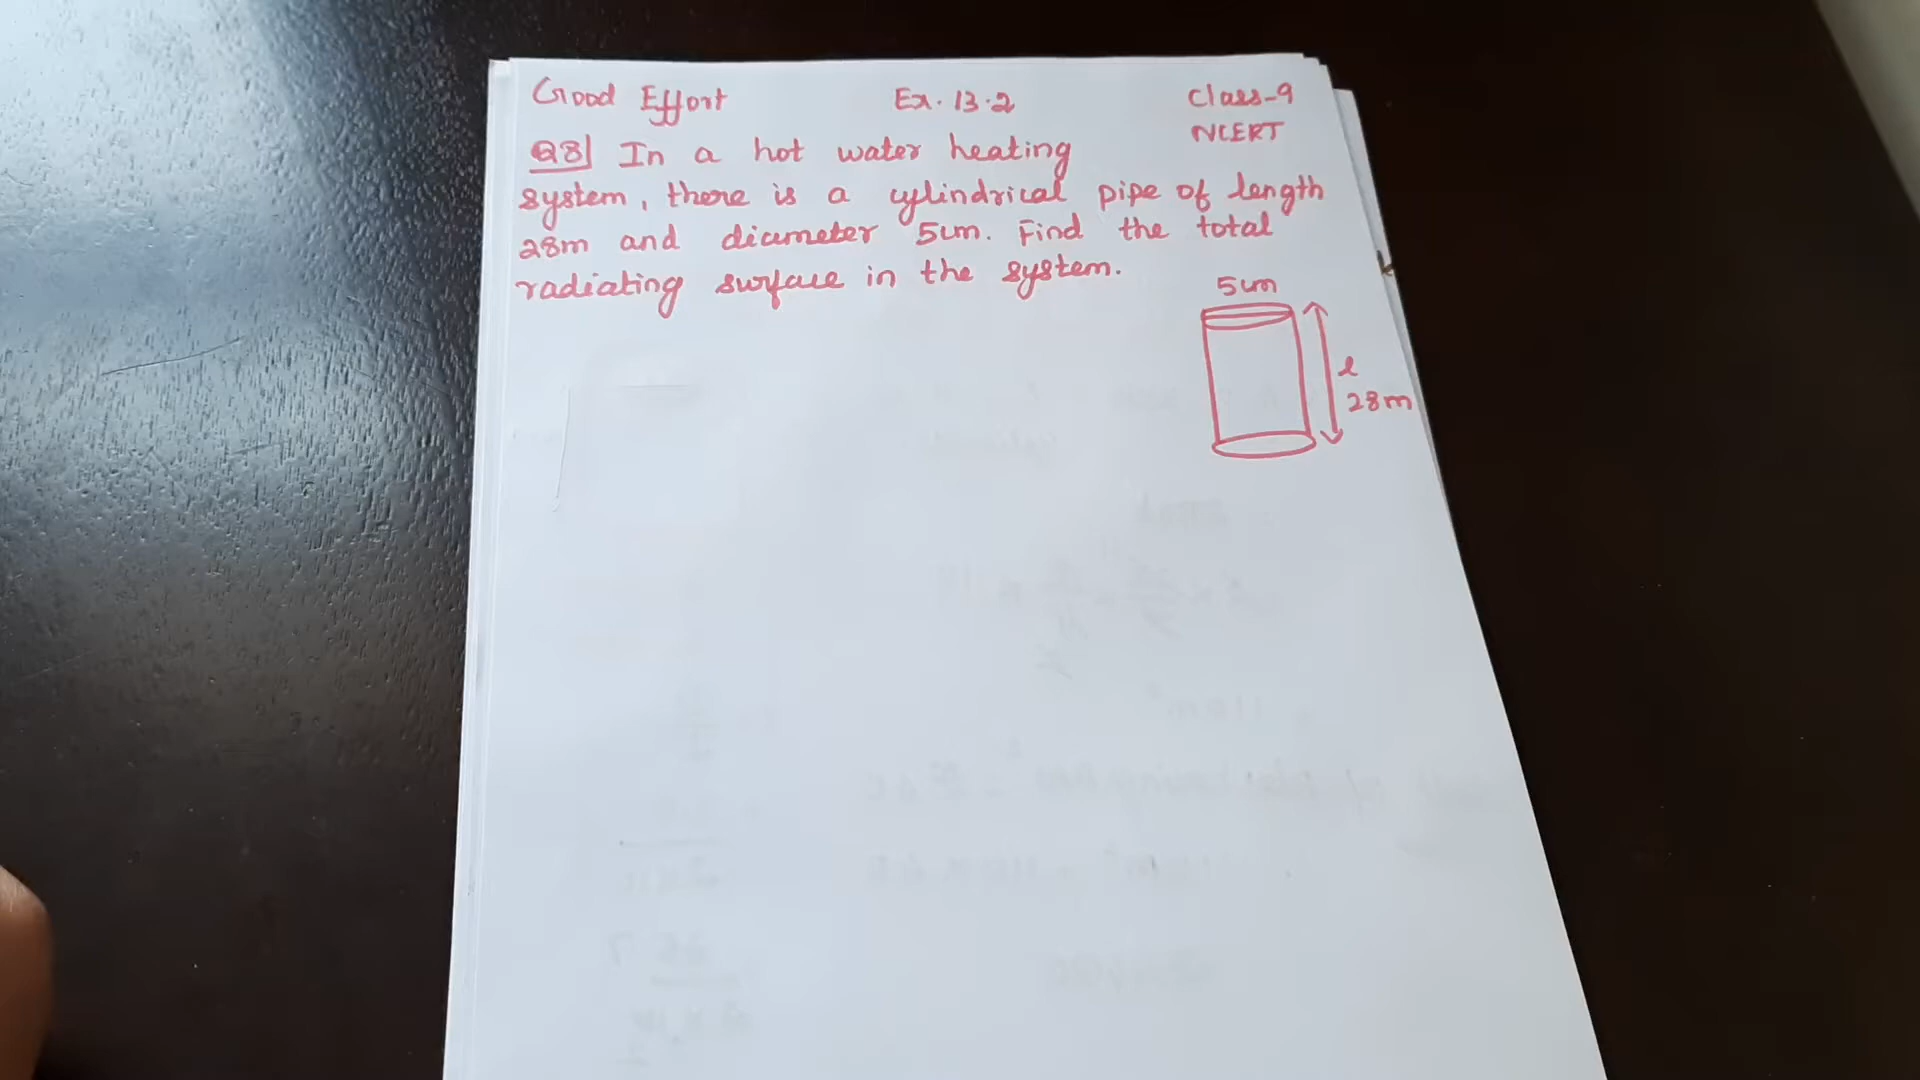 Good Effort Ex. 13.2 Class-9
NCERT
Q8] In a hot water heating
system, there is a cylindrical pipe of length
28m and diameter 5cm. Find the total
radiating surface in the system.
5cm
l
28m